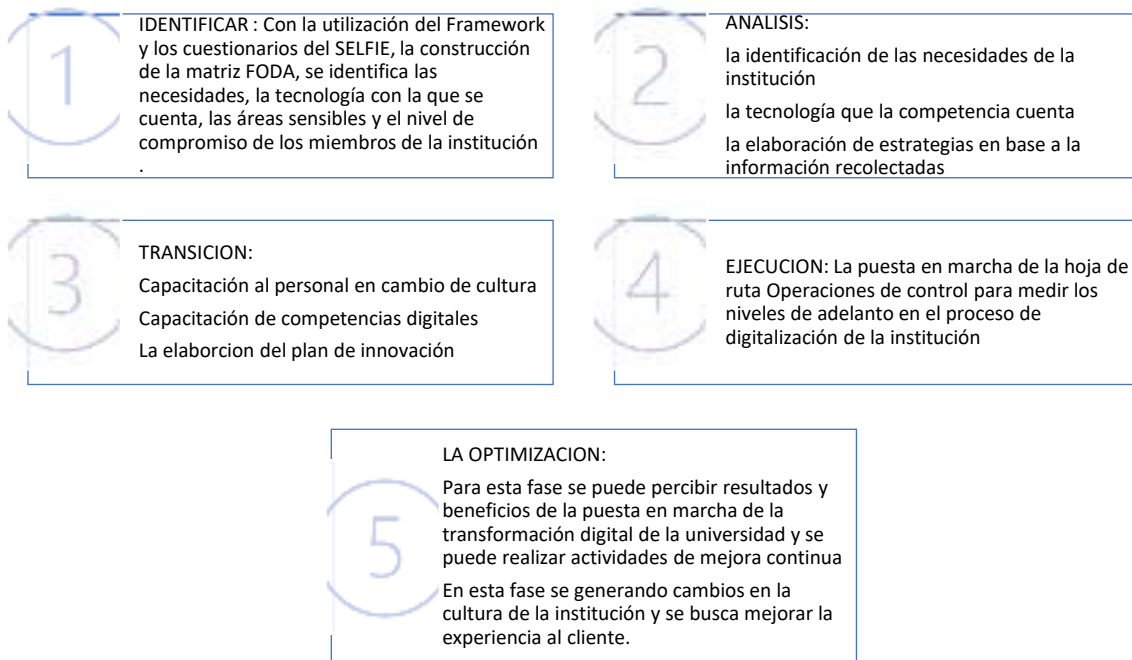 1
IDENTIFICAR : Con la utilización del Framework
y los cuestionarios del SELFIE, la construcción
de la matriz FODA, se identifica las
necesidades, la tecnología con la que se
cuenta, las áreas sensibles y el nivel de
compromiso de los miembros de la institución
.
2
ANALISIS:
la identificación de las necesidades de la
institución
la tecnología que la competencia cuenta
la elaboración de estrategias en base a la
información recolectadas
3
TRANSICION:
Capacitación al personal en cambio de cultura
Capacitación de competencias digitales
La elaborcion del plan de innovación
4
EJECUCION: La puesta en marcha de la hoja de
ruta Operaciones de control para medir los
niveles de adelanto en el proceso de
digitalización de la institución
5
LA OPTIMIZACION:
Para esta fase se puede percibir resultados y
beneficios de la puesta en marcha de la
transformación digital de la universidad y se
puede realizar actividades de mejora continua
En esta fase se generando cambios en la
cultura de la institución y se busca mejorar la
experiencia al cliente.